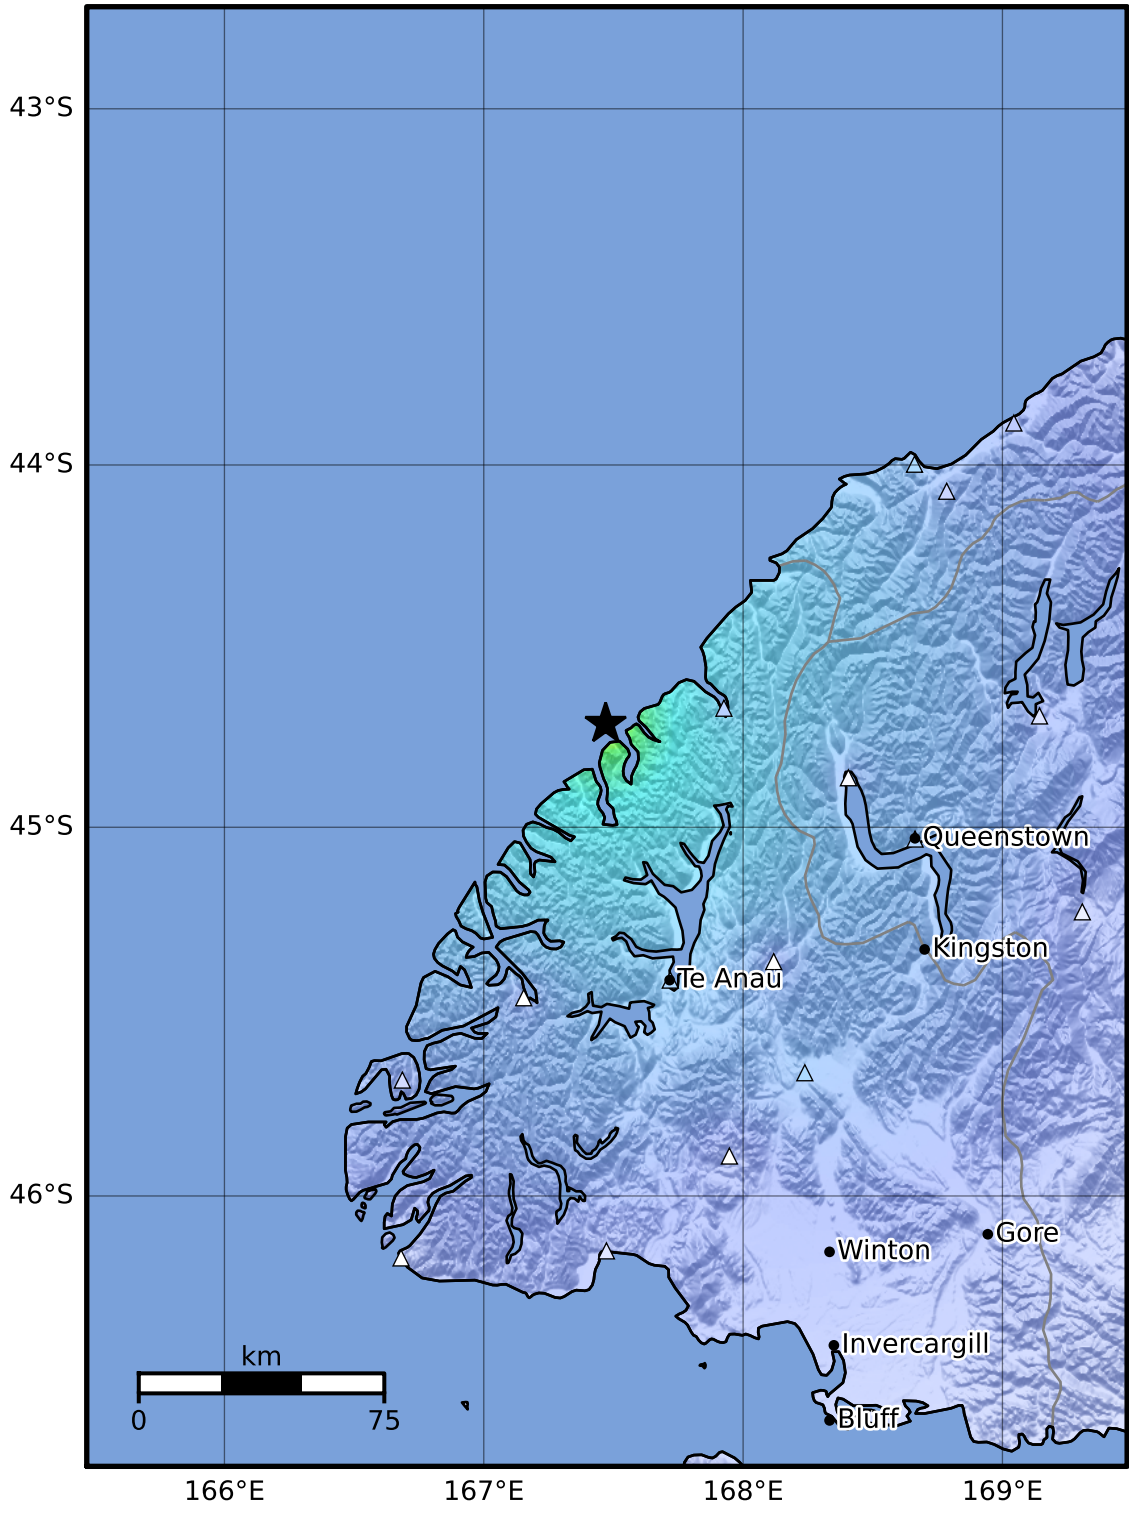 43°S
44°S
45°S
Queenstown
Kingston
Te Anau
46°S
Gore
Winton
Invercargill
km
Bluff
0 75
166°E 167°E 168°E 169°E